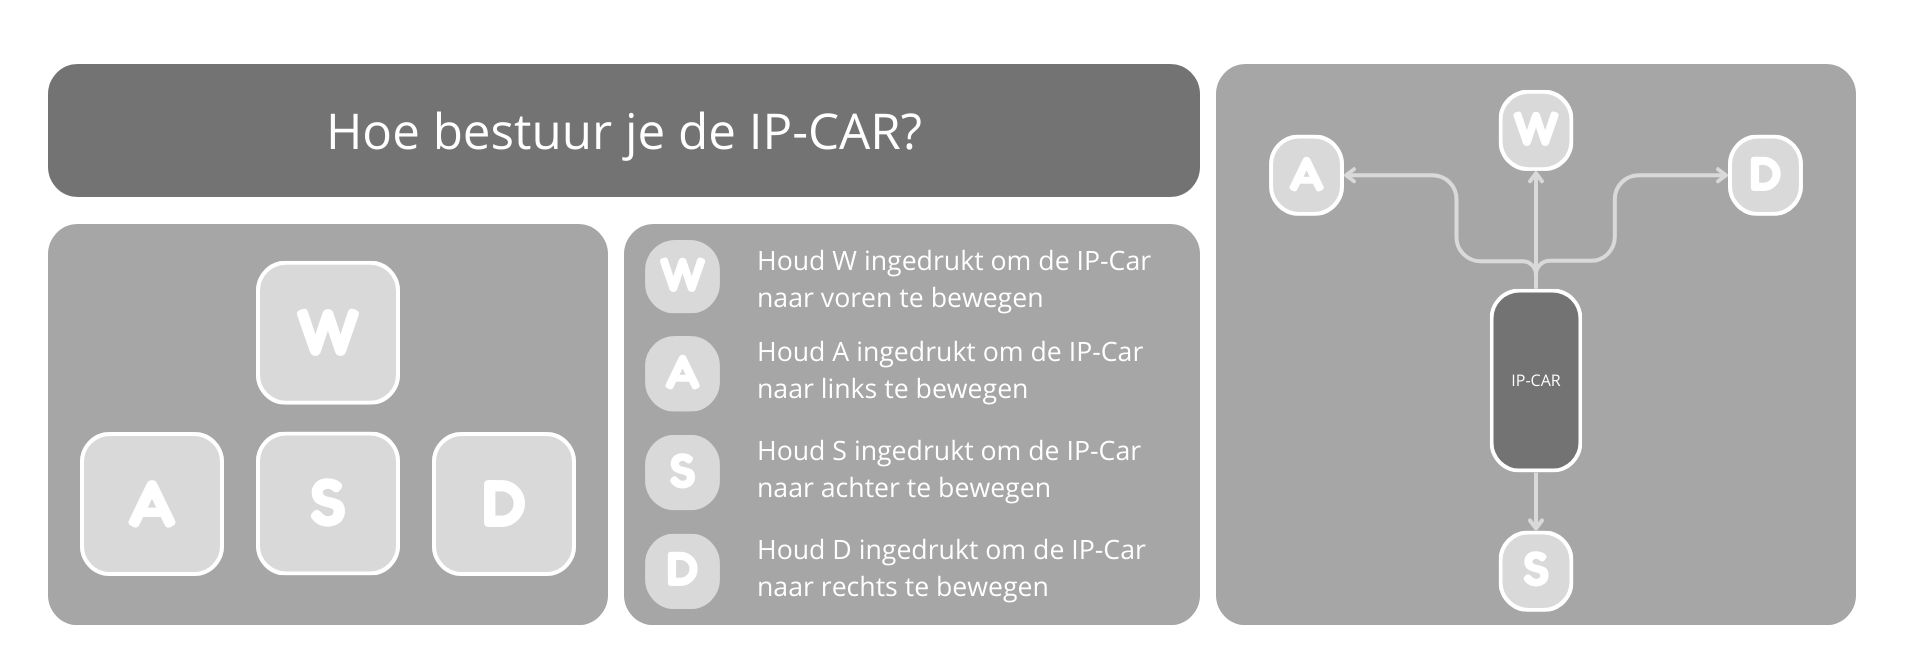 Hoe bestuur je de IP-CAR?
W
A
S
D
W
Houd W ingedrukt om de IP-Car
naar voren te bewegen
A
Houd A ingedrukt om de IP-Car
naar links te bewegen
S
Houd S ingedrukt om de IP-Car
naar achter te bewegen
D
Houd D ingedrukt om de IP-Car
naar rechts te bewegen
W
A
D
IP-CAR
S